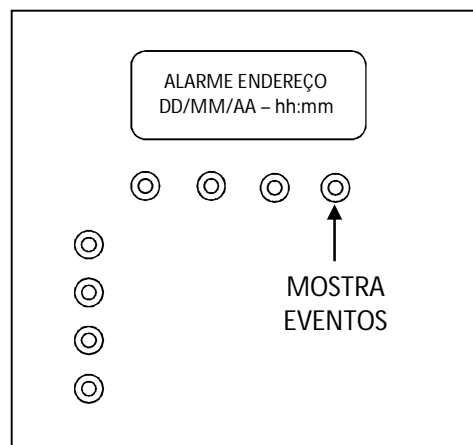 ALARME ENDEREÇO
DD/MM/AA – hh:mm
MOSTRA
EVENTOS